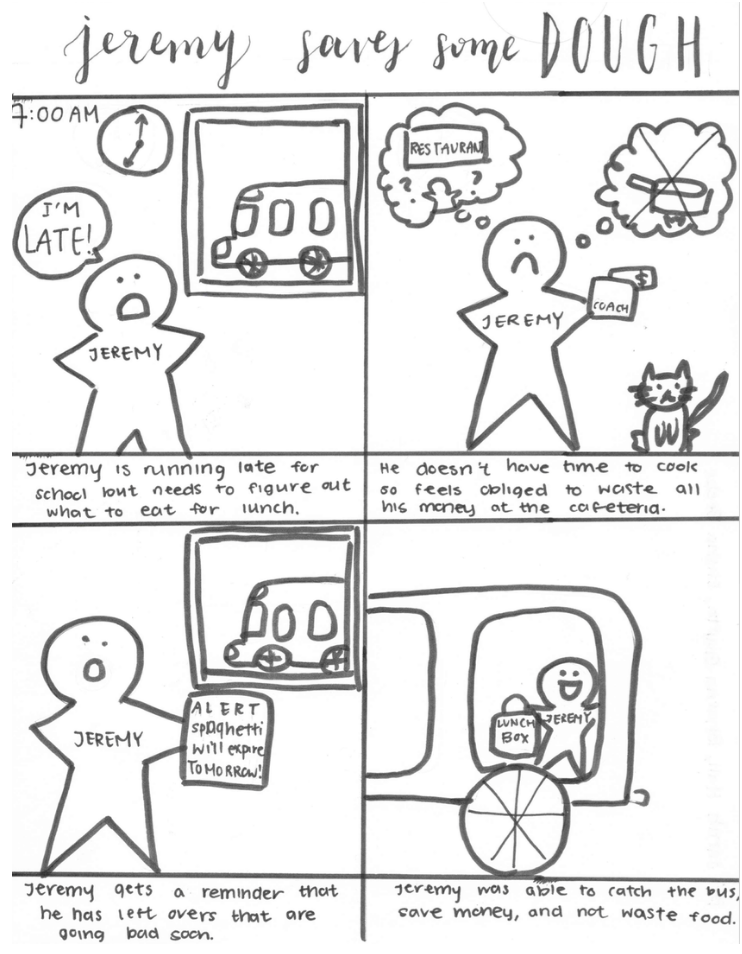 jeremy saves some DOUGH
7:00 AM
I'M
LATE!
JEREMY
Jeremy is running late for
school but needs to figure out
what to eat for lunch.
RESTAURANT
?
?
$
COACH
JEREMY
He doesn't have time to cook
so feels obliged to waste all
his money at the cafeteria.
JEREMY
ALERT
spaghetti
will expire
TOMORROW!
Jeremy gets a reminder that
he has left overs that are
going bad soon.
LUNCH
BOX
JEREMY
Jeremy was able to catch the bus,
save money, and not waste food.